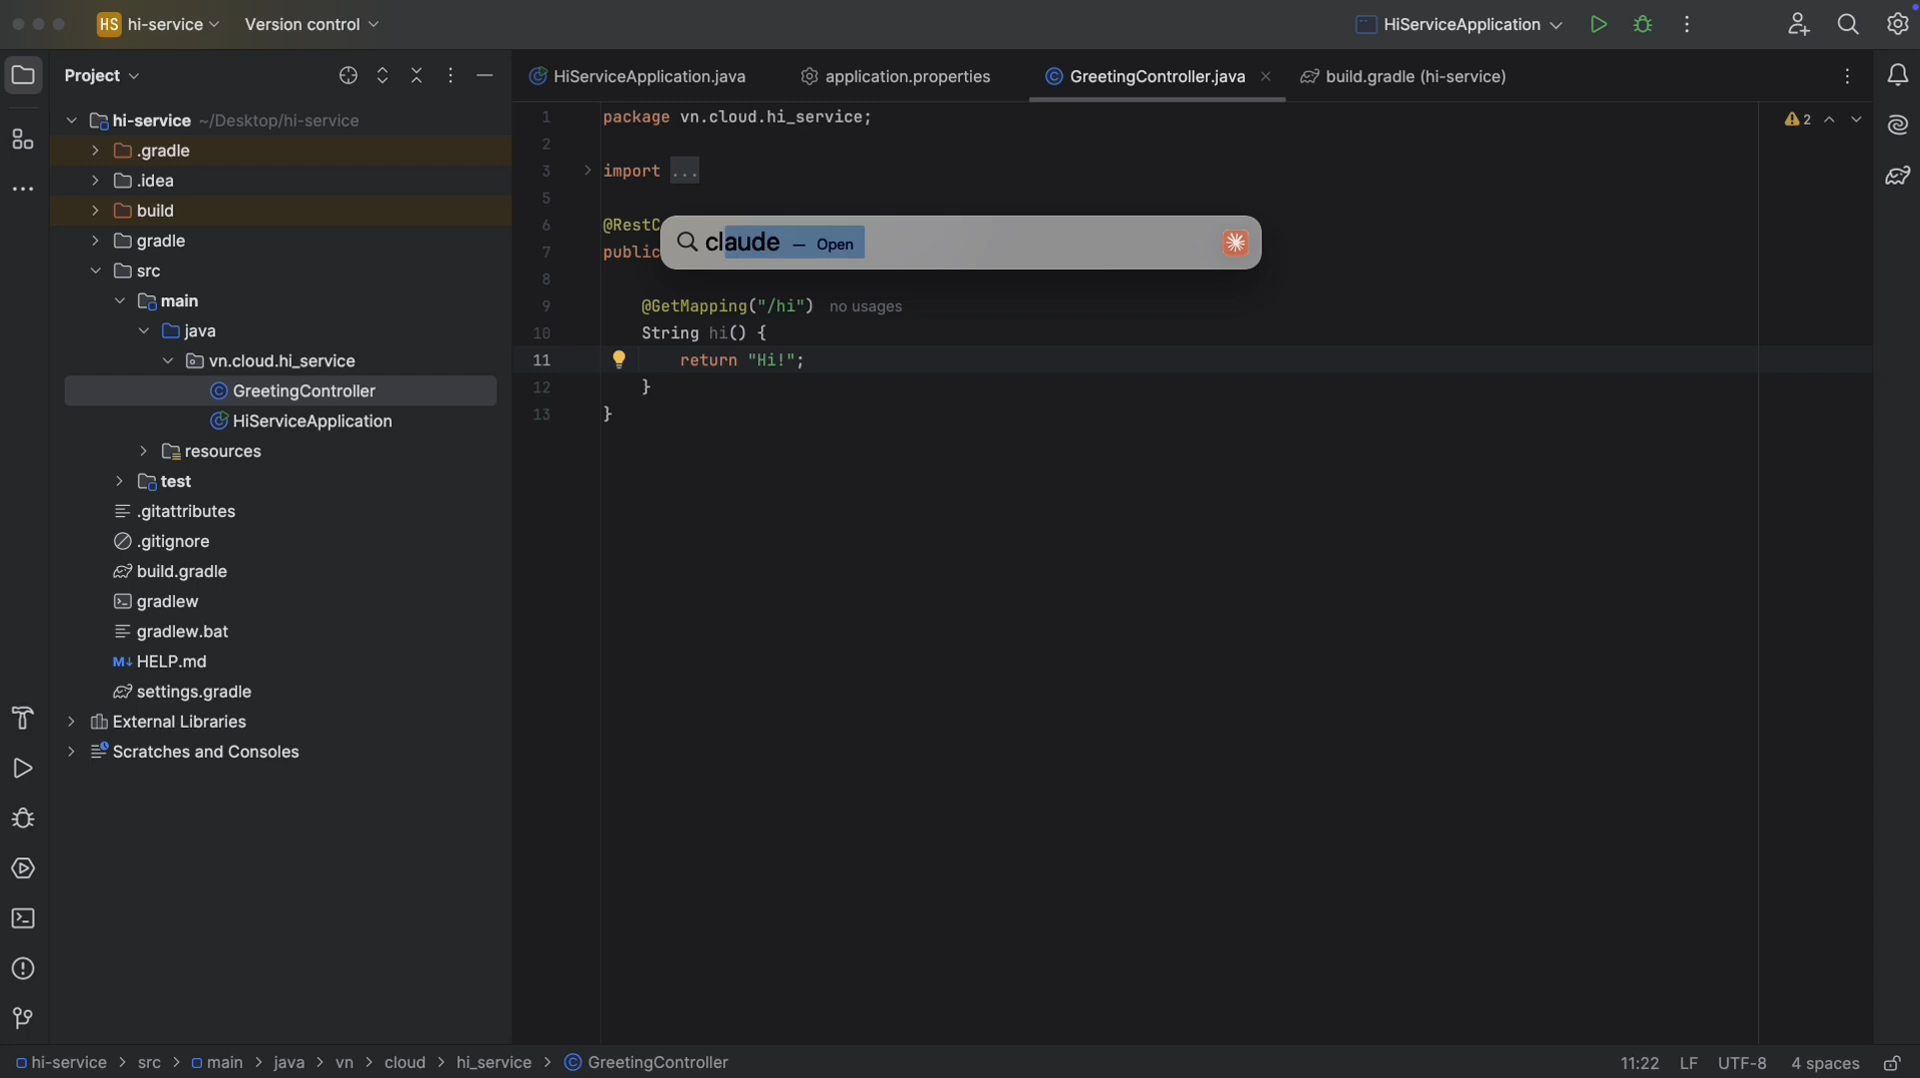 HS hi-service Version control HiServiceApplication
Project
HiServiceApplication.java application.properties GreetingController.java build.gradle (hi-service)
hi-service ~/Desktop/hi-service
.gradle
.idea
build
gradle
src
main
java
vn.cloud.hi_service
GreetingController
HiServiceApplication
resources
test
.gitattributes
.gitignore
build.gradle
gradlew
gradlew.bat
M↓ HELP.md
settings.gradle
External Libraries
Scratches and Consoles
1 package vn.cloud.hi_service;
2
3 import ...
5
6 @RestC
7 public
8
9 @GetMapping("/hi") no usages
10 String hi() {
11 return "Hi!";
12 }
13 }
2
claude – Open
hi-service > src > main > java > vn > cloud > hi_service > GreetingController
11:22 LF UTF-8 4 spaces